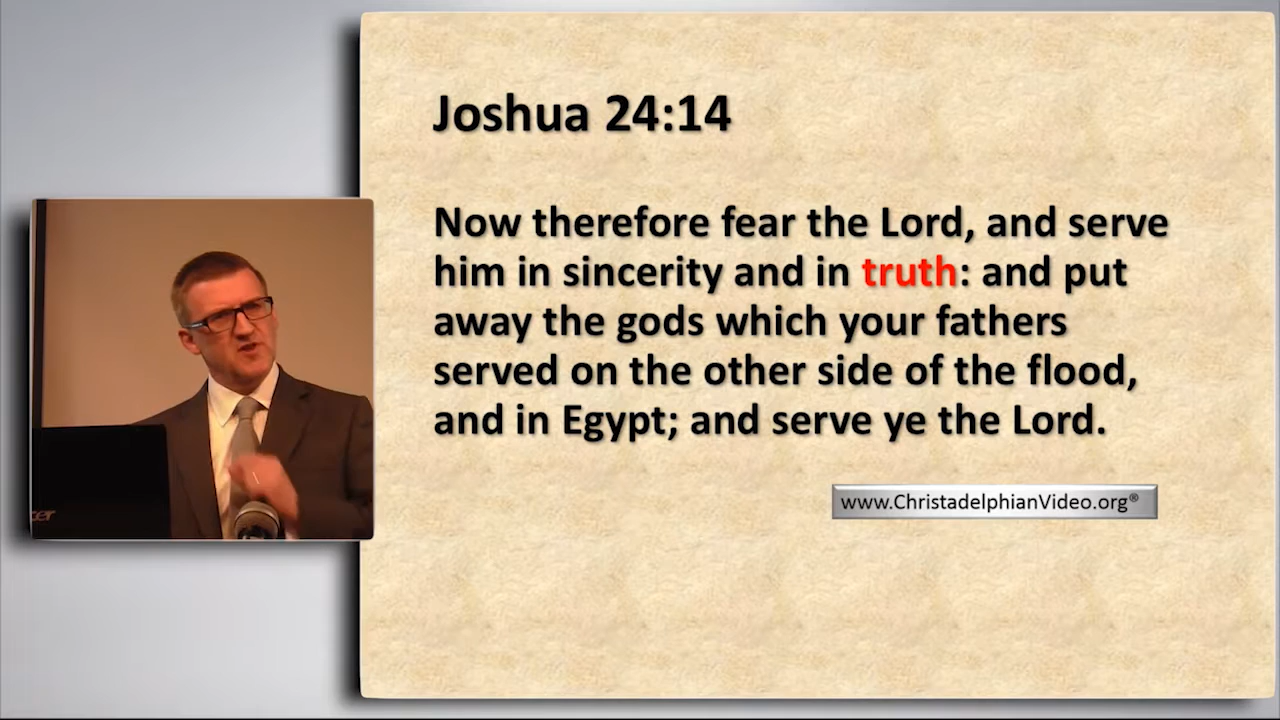 Joshua 24:14
Now therefore fear the Lord, and serve
him in sincerity and in truth: and put
away the gods which your fathers
served on the other side of the flood,
and in Egypt; and serve ye the Lord.
www.ChristadelphianVideo.org®
cer